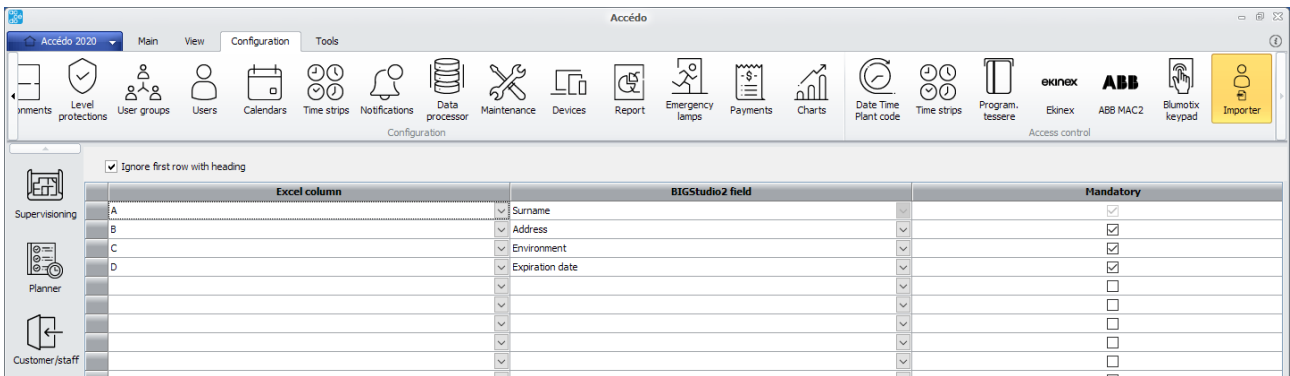 Accédo
Accédo 2020 Main View Configuration Tools
onments Level protections User groups Users Calendars Time strips Notifications Data processor Maintenance Devices Report Emergency lamps Payments Charts Date Time Plant code Time strips Program. tessere ekinex Ekinex ABB ABB MAC2 Blumotix keypad Importer
Configuration Access control
Ignore first row with heading
Excel column BIGStudio2 field Mandatory
A Surname
B Address
C Environment
D Expiration date
Supervisioning
Planner
Customer/staff